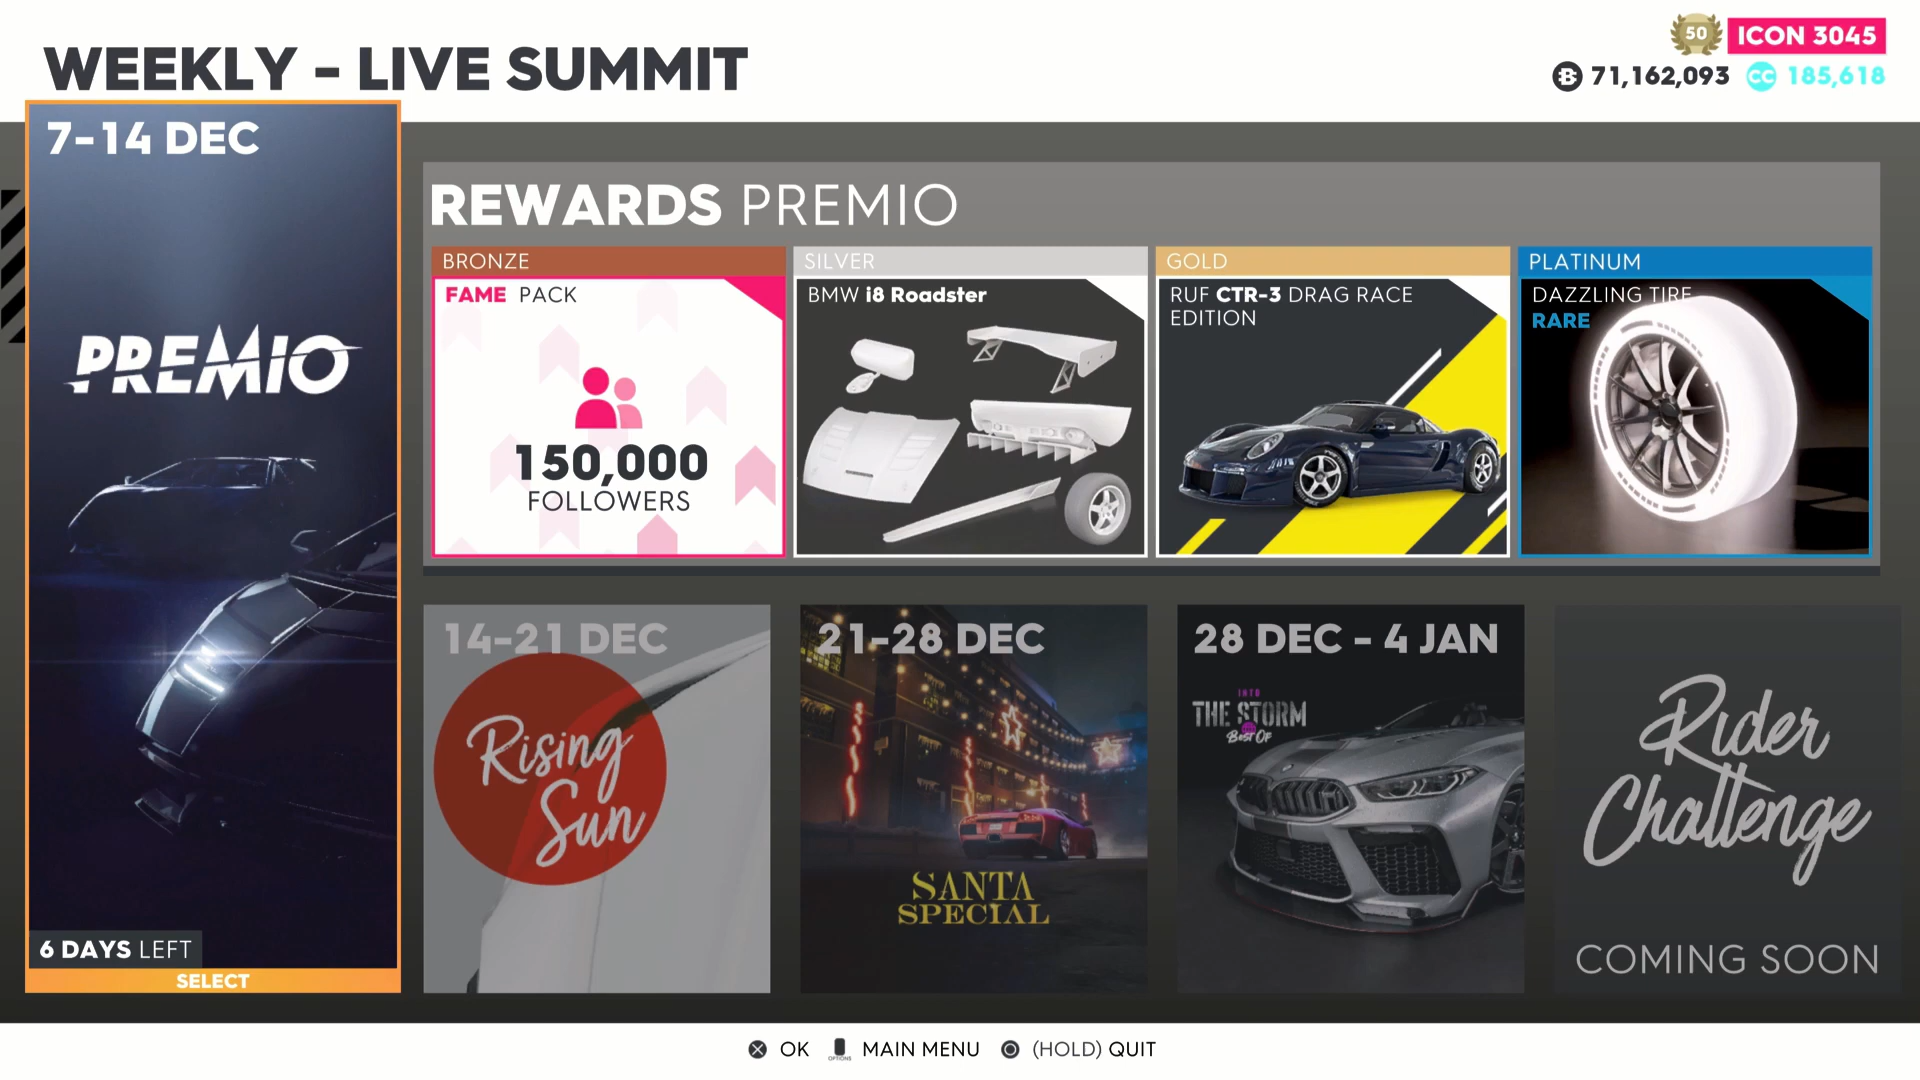 WEEKLY - LIVE SUMMIT
50
ICON 3045
71,162,093
CC 185,618
7-14 DEC
PREMIO
6 DAYS LEFT
SELECT
REWARDS PREMIO
BRONZE
FAME PACK
150,000
FOLLOWERS
SILVER
BMW i8 Roadster
GOLD
RUF CTR-3 DRAG RACE
EDITION
PLATINUM
DAZZLING TIRE
RARE
14-21 DEC
Rising
Sun
21-28 DEC
SANTA
SPECIAL
28 DEC - 4 JAN
INTO
THE STORM
Best Of
Rider
Challenge
COMING SOON
OK
OPTIONS
MAIN MENU
(HOLD) QUIT